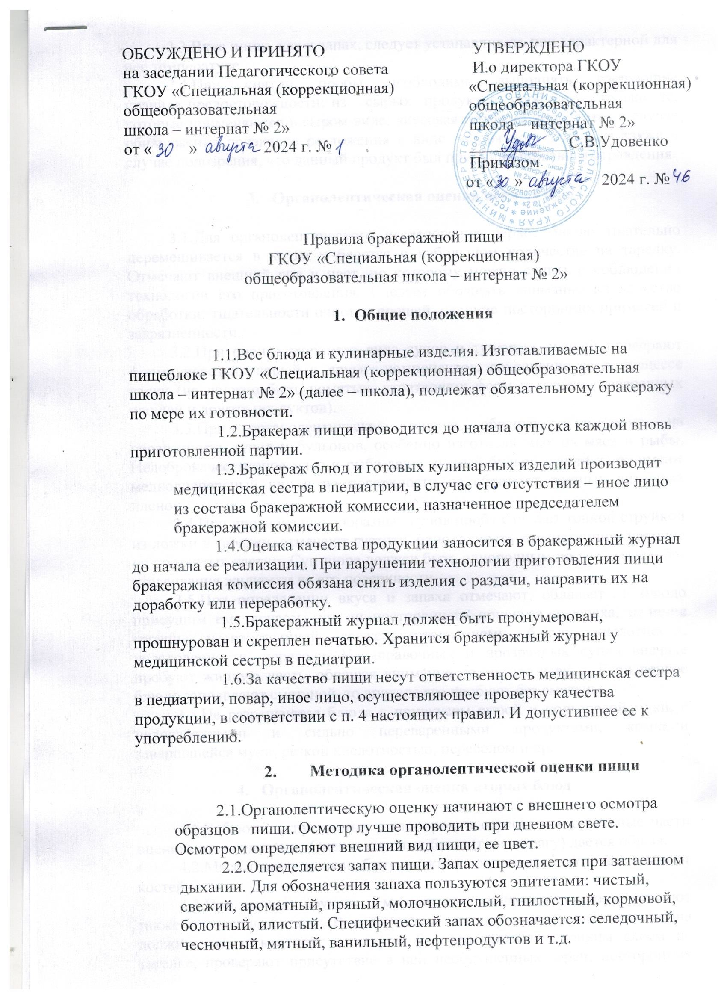 ОБСУЖДЕНО И ПРИНЯТО
на заседании Педагогического совета
ГКОУ «Специальная (коррекционная)
общеобразовательная
школа – интернат № 2»
от « 30 » августа 2024 г. № 1
УТВЕРЖДЕНО
И.о директора ГКОУ
«Специальная (коррекционная)
общеобразовательная
школа – интернат № 2»
С.В.Удовенко
Приказом
от « 30 » августа 2024 г. № 46
Правила бракеражной пищи
ГКОУ «Специальная (коррекционная)
общеобразовательная школа – интернат № 2»
1. Общие положения
1.1.Все блюда и кулинарные изделия. Изготавливаемые на
пищеблоке ГКОУ «Специальная (коррекционная) общеобразовательная
школа – интернат № 2» (далее – школа), подлежат обязательному бракеражу
по мере их готовности.
1.2.Бракераж пищи проводится до начала отпуска каждой вновь
приготовленной партии.
1.3.Бракераж блюд и готовых кулинарных изделий производит
медицинская сестра в педиатрии, в случае его отсутствия – иное лицо
из состава бракеражной комиссии, назначенное председателем
бракеражной комиссии.
1.4.Оценка качества продукции заносится в бракеражный журнал
до начала ее реализации. При нарушении технологии приготовления пищи
бракеражная комиссия обязана снять изделия с раздачи, направить их на
доработку или переработку.
1.5.Бракеражный журнал должен быть пронумерован,
прошнурован и скреплен печатью. Хранится бракеражный журнал у
медицинской сестры в педиатрии.
1.6.За качество пищи несут ответственность медицинская сестра
в педиатрии, повар, иное лицо, осуществляющее проверку качества
продукции, в соответствии с п. 4 настоящих правил. И допустившее ее к
употреблению.
2. Методика органолептической оценки пищи
2.1.Органолептическую оценку начинают с внешнего осмотра
образцов пищи. Осмотр лучше проводить при дневном свете.
Осмотром определяют внешний вид пищи, ее цвет.
2.2.Определяется запах пищи. Запах определяется при затаенном
дыхании. Для обозначения запаха пользуются эпитетами: чистый,
свежий, ароматный, пряный, молочнокислый, гнилостный, кормовой,
болотный, илистый. Специфический запах обозначается: селедочный,
чесночный, мятный, ванильный, нефтепродуктов и т.д.